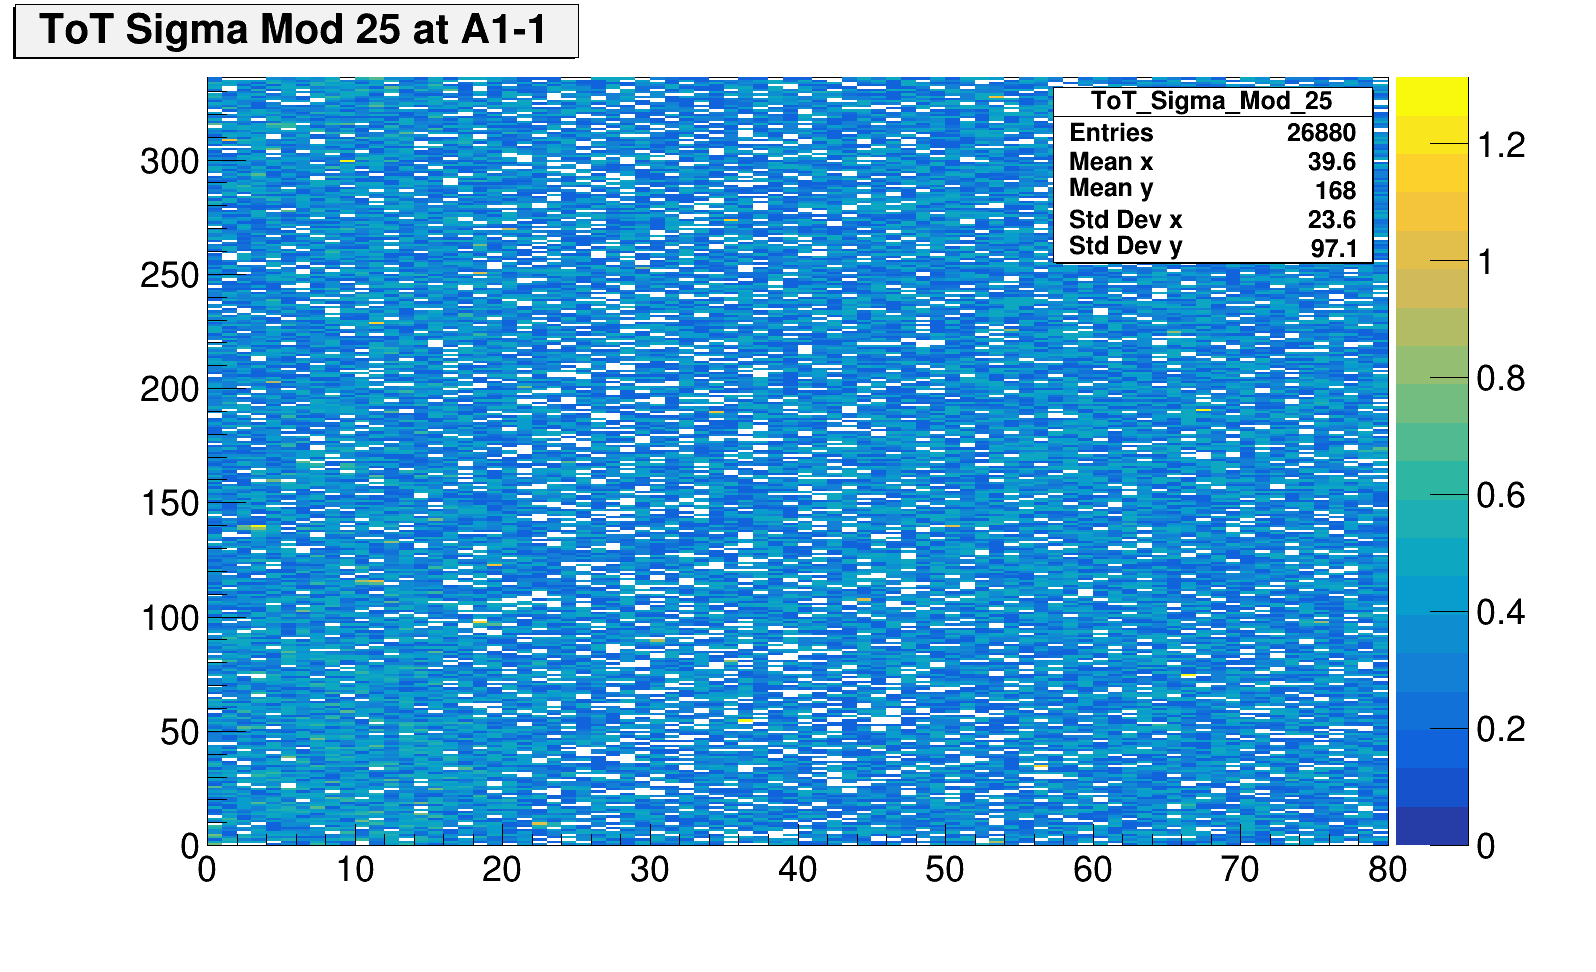 ToT Sigma Mod 25 at A1-1
ToT_Sigma_Mod_25
Entries 26880
Mean x 39.6
Mean y 168
Std Dev x 23.6
Std Dev y 97.1
300
250
200
150
100
50
0
0 10 20 30 40 50 60 70 80
1.2
1
0.8
0.6
0.4
0.2
0